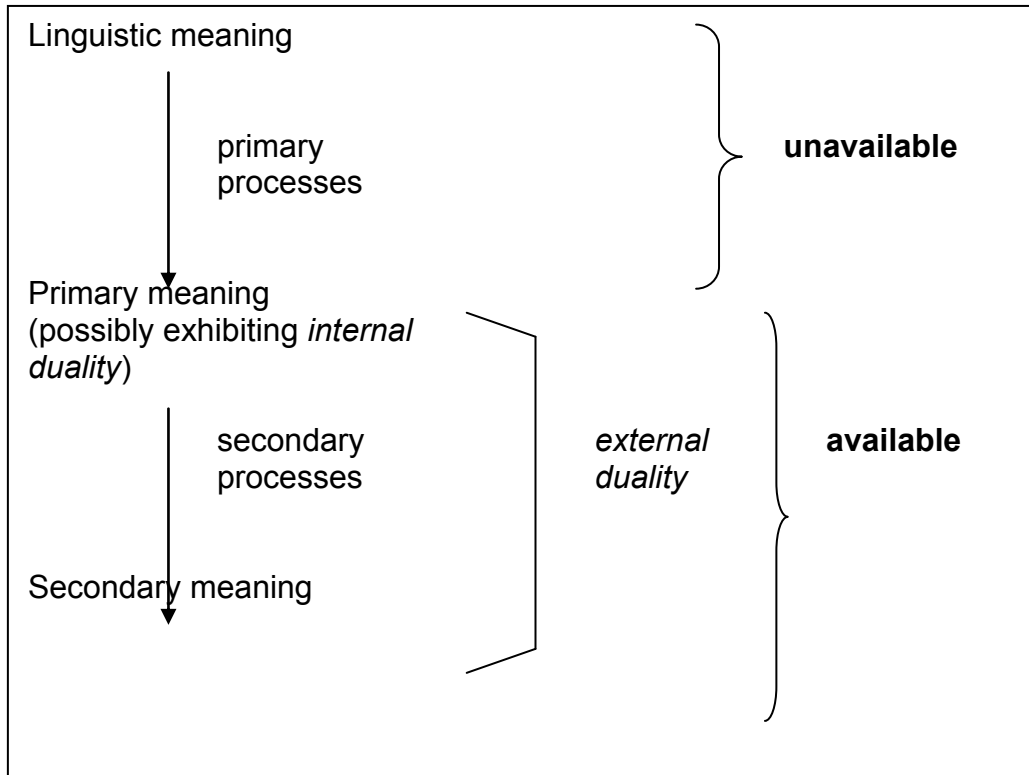 Linguistic meaning
primary
processes
unavailable
Primary meaning
(possibly exhibiting internal
duality)
secondary
processes
external
duality
available
Secondary meaning